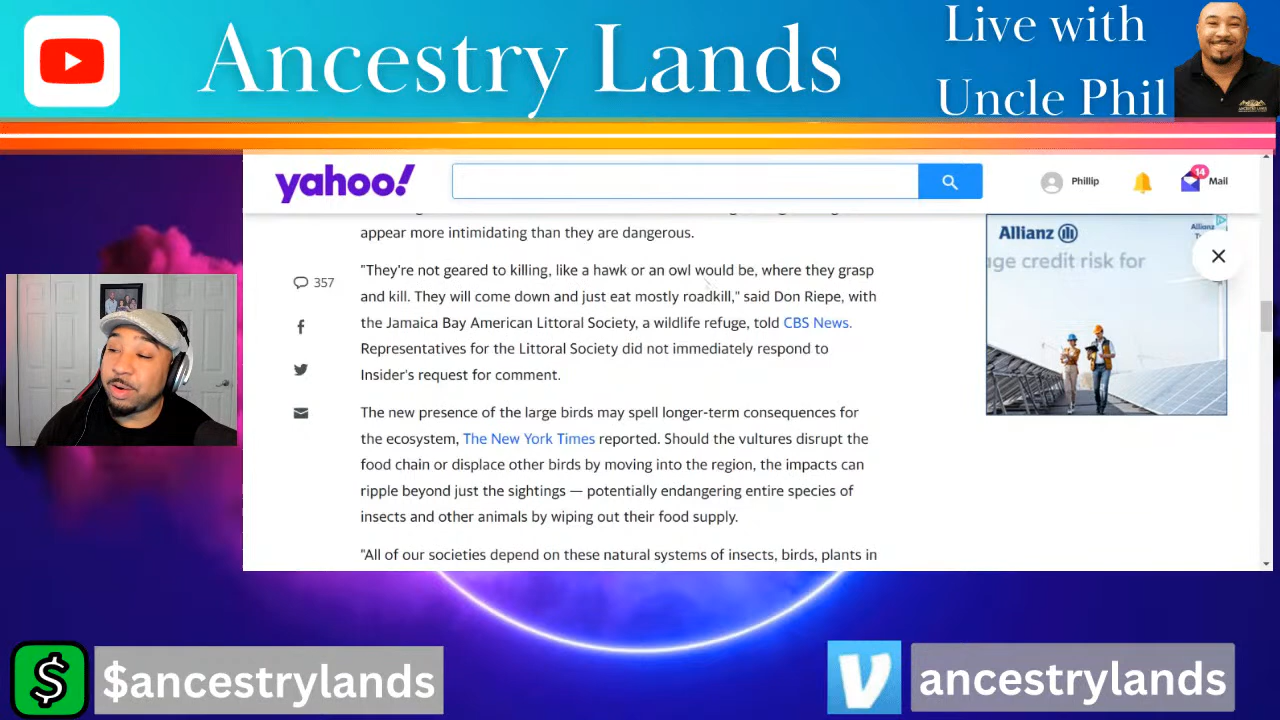 Ancestry Lands
Live with
Uncle Phil
yahoo!
Phillip
14
Mail
appear more intimidating than they are dangerous.
"They're not geared to killing, like a hawk or an owl would be, where they grasp
and kill. They will come down and just eat mostly roadkill," said Don Riepe, with
the Jamaica Bay American Littoral Society, a wildlife refuge, told CBS News.
Representatives for the Littoral Society did not immediately respond to
Insider's request for comment.
357
The new presence of the large birds may spell longer-term consequences for
the ecosystem, The New York Times reported. Should the vultures disrupt the
food chain or displace other birds by moving into the region, the impacts can
ripple beyond just the sightings — potentially endangering entire species of
insects and other animals by wiping out their food supply.
"All of our societies depend on these natural systems of insects, birds, plants in
Allianz
age credit risk for
$ancestrylands
ancestrylands